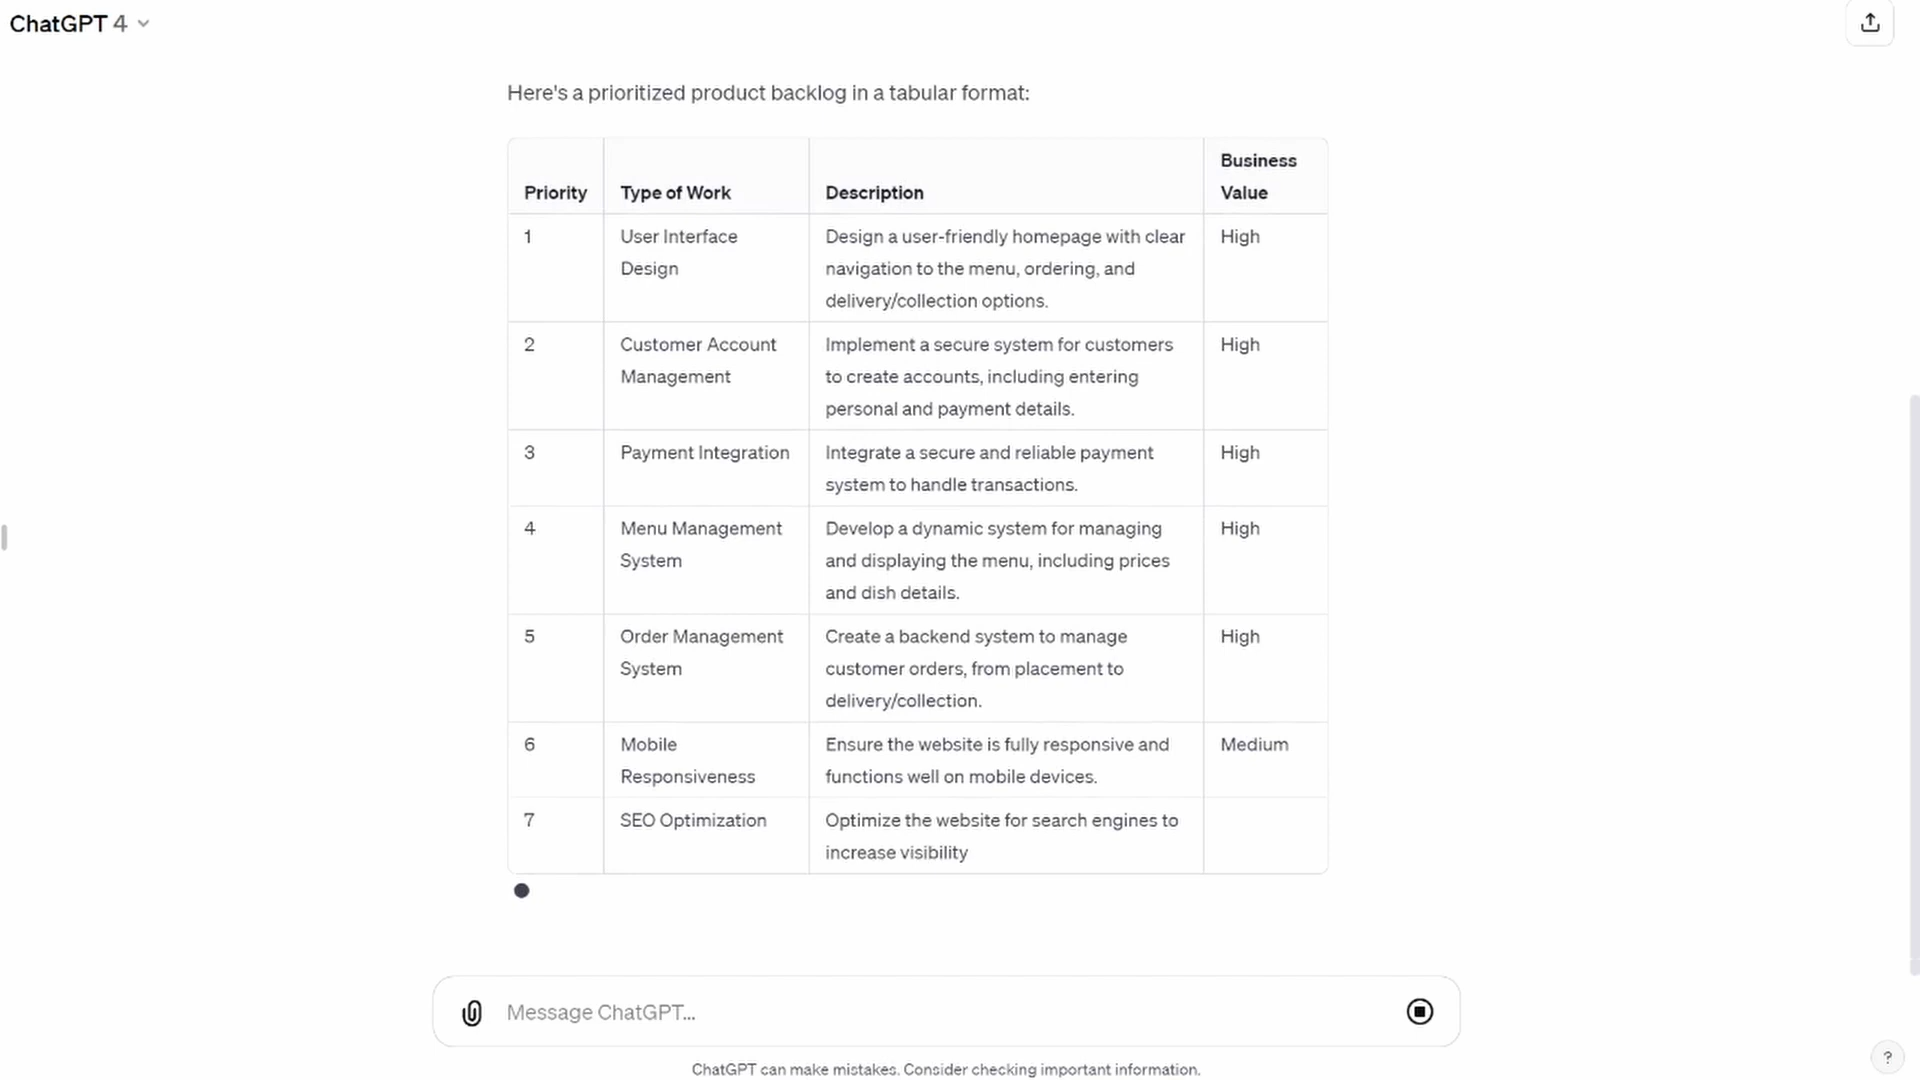 ChatGPT 4
Here's a prioritized product backlog in a tabular format:
Priority
Type of Work
Description
Business
Value
1
User Interface
Design
Design a user-friendly homepage with clear
navigation to the menu, ordering, and
delivery/collection options.
High
2
Customer Account
Management
Implement a secure system for customers
to create accounts, including entering
personal and payment details.
High
3
Payment Integration
Integrate a secure and reliable payment
system to handle transactions.
High
4
Menu Management
System
Develop a dynamic system for managing
and displaying the menu, including prices
and dish details.
High
5
Order Management
System
Create a backend system to manage
customer orders, from placement to
delivery/collection.
High
6
Mobile
Responsiveness
Ensure the website is fully responsive and
functions well on mobile devices.
Medium
7
SEO Optimization
Optimize the website for search engines to
increase visibility
Message ChatGPT...
ChatGPT can make mistakes. Consider checking important information.
?